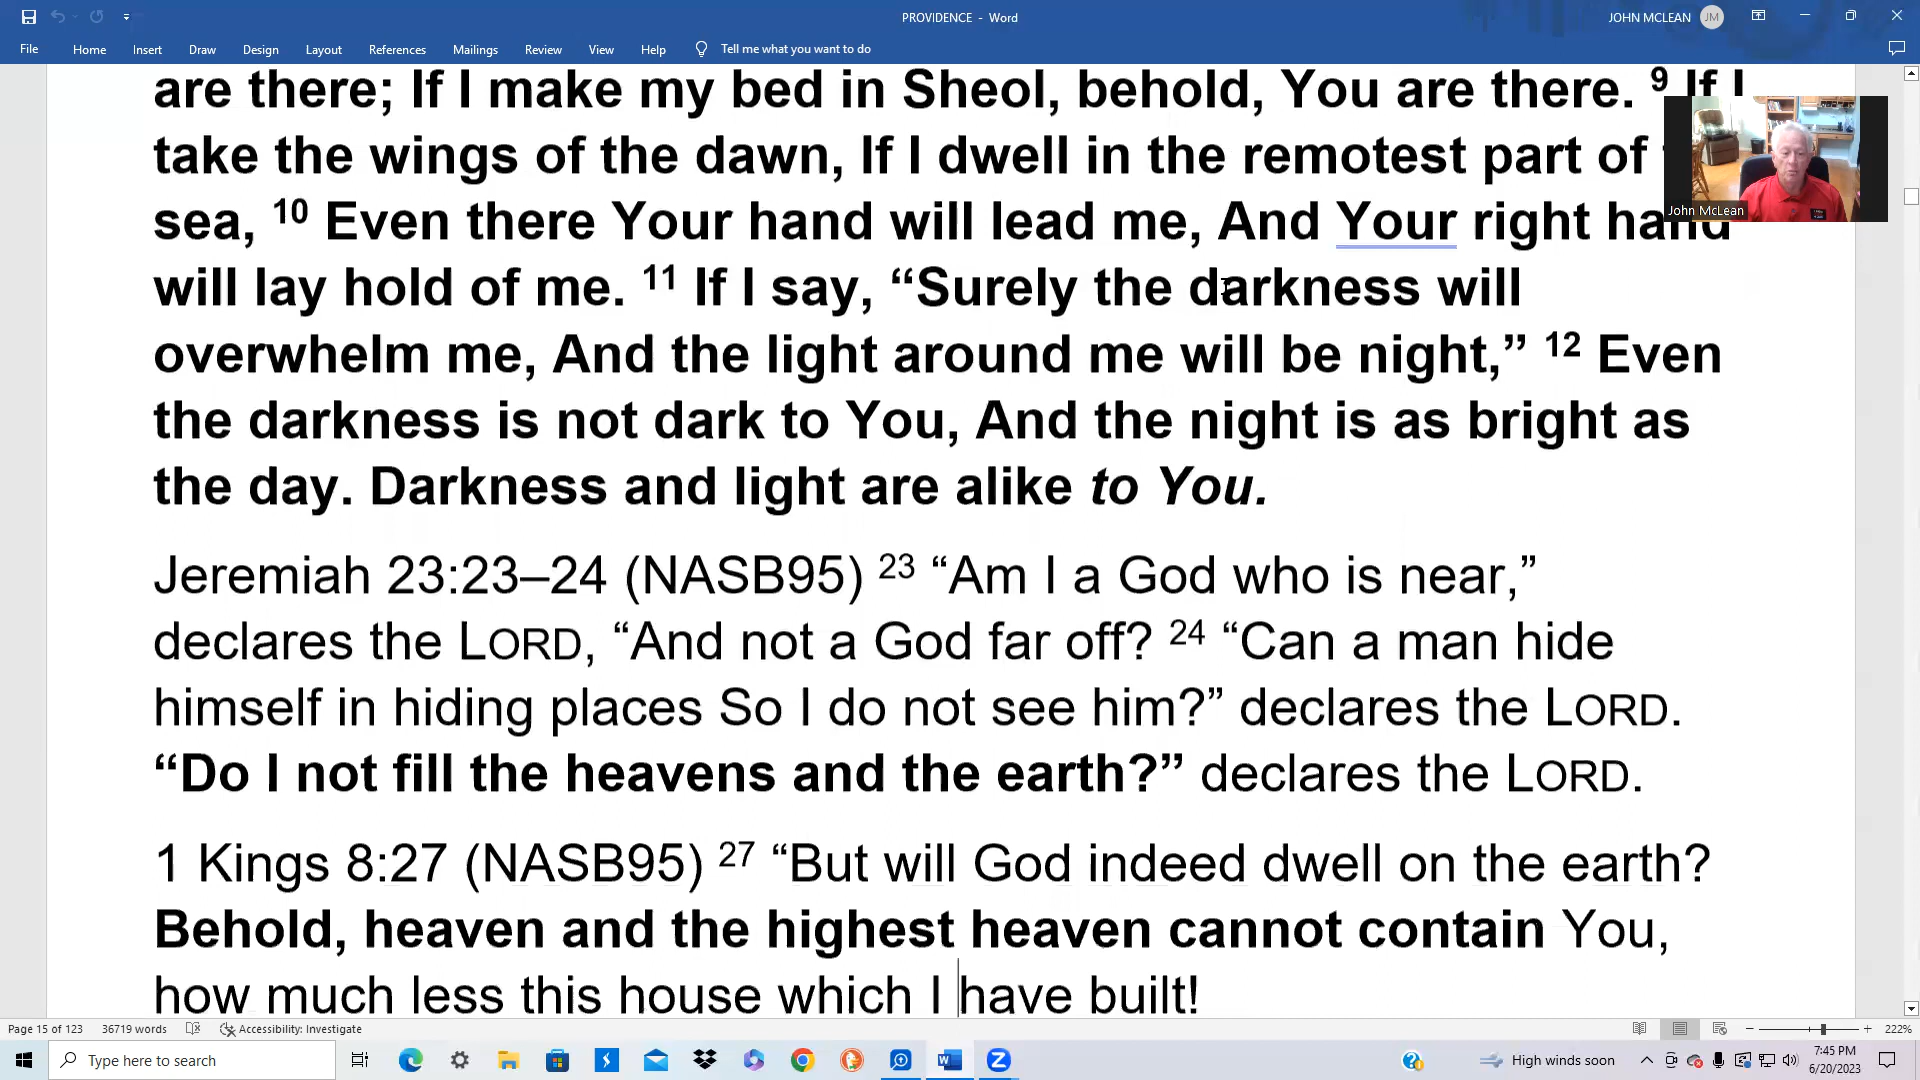 PROVIDENCE - Word
JOHN MCLEAN JM
File Home Insert Draw Design Layout References Mailings Review View Help Tell me what you want to do
are there; If I make my bed in Sheol, behold, You are there. 9 If I
take the wings of the dawn, If I dwell in the remotest part of
sea, 10 Even there Your hand will lead me, And Your right hand
John McLean
will lay hold of me. 11 If I say, “Surely the darkness will
overwhelm me, And the light around me will be night,” 12 Even
the darkness is not dark to You, And the night is as bright as
the day. Darkness and light are alike to You.
Jeremiah 23:23–24 (NASB95) 23 “Am I a God who is near,”
declares the LORD, “And not a God far off? 24 “Can a man hide
himself in hiding places So I do not see him?” declares the LORD.
“Do I not fill the heavens and the earth?” declares the LORD.
1 Kings 8:27 (NASB95) 27 “But will God indeed dwell on the earth?
Behold, heaven and the highest heaven cannot contain You,
how much less this house which I have built!
Page 15 of 123 36719 words Accessibility: Investigate 222%
Type here to search High winds soon 7:45 PM
6/20/2023